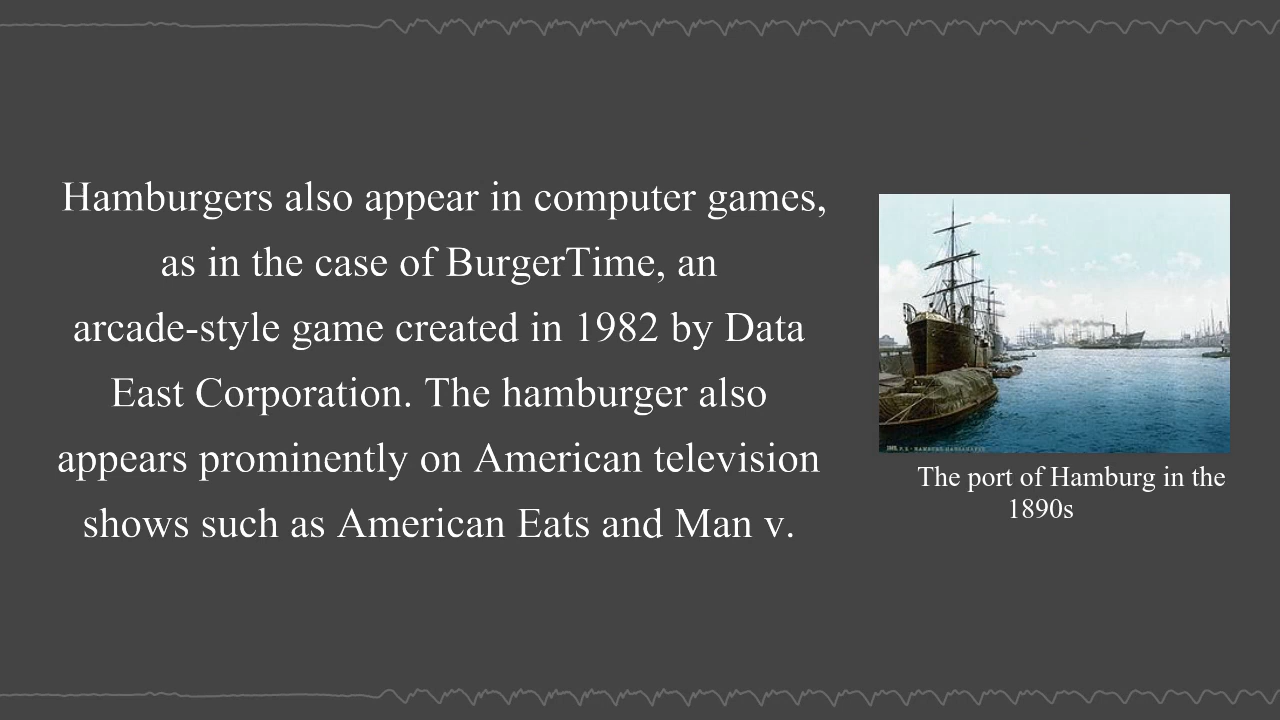 Hamburgers also appear in computer games,
as in the case of BurgerTime, an
arcade-style game created in 1982 by Data
East Corporation. The hamburger also
appears prominently on American television
shows such as American Eats and Man v.
The port of Hamburg in the
1890s